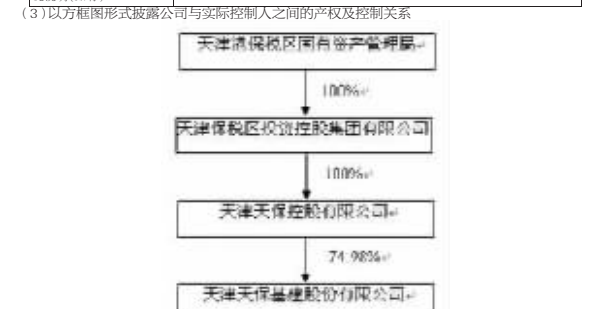 （3）以方框图形式披露公司与实际控制人之间的产权及控制关系
天津港保税区国有资产管理局
100%
天津保税区投资控股集团有限公司
100%
天津天保控股有限公司
74.98%
天津天保基建股份有限公司